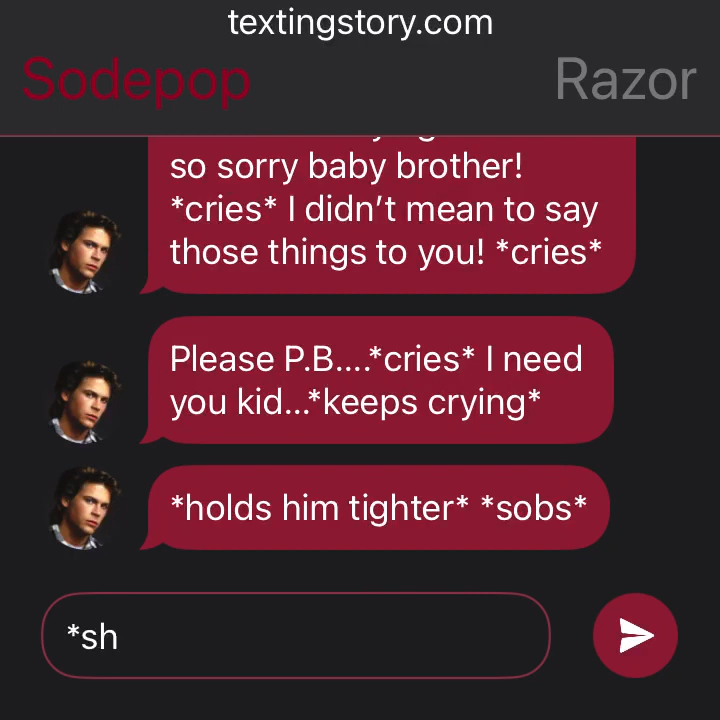 textingstory.com
Sodepop
Razor
so sorry baby brother!
*cries* I didn’t mean to say
those things to you! *cries*
Please P.B....*cries* I need
you kid...*keeps crying*
*holds him tighter* *sobs*
*sh